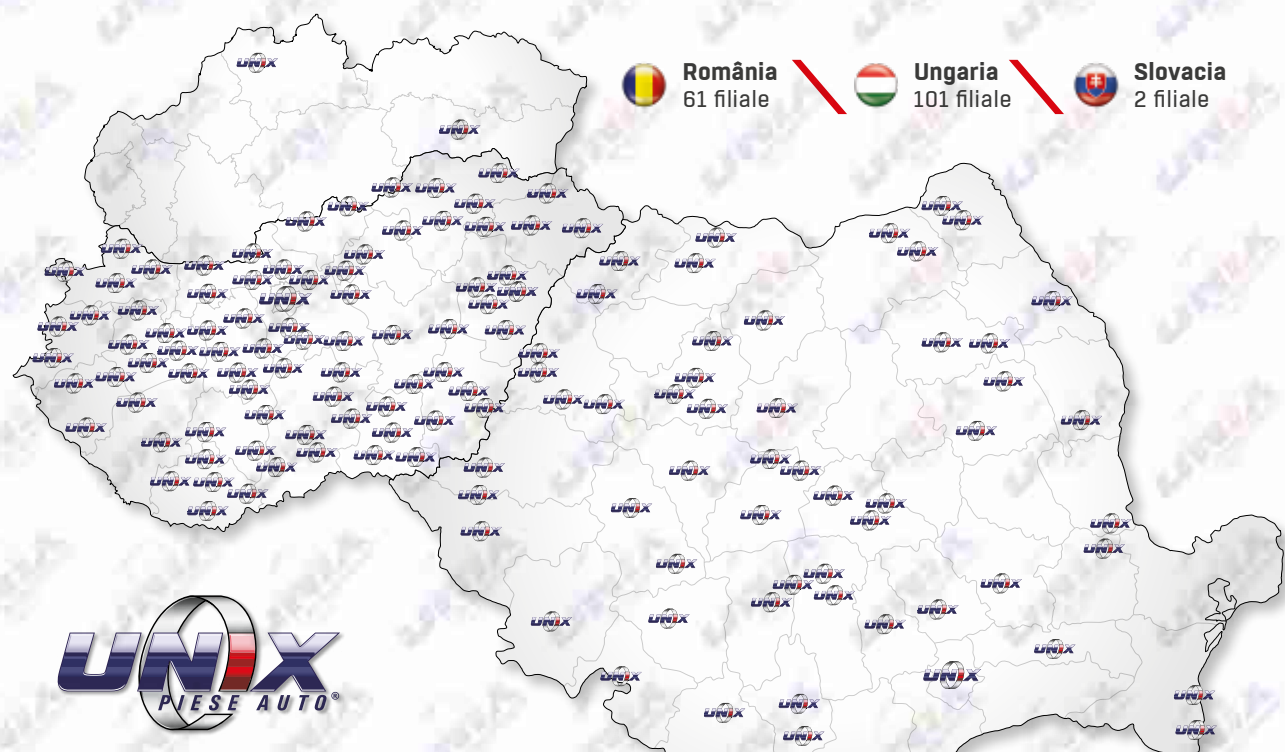 România
61 filiale
Ungaria
101 filiale
Slovacia
2 filiale
UNIX
PIESE AUTO®